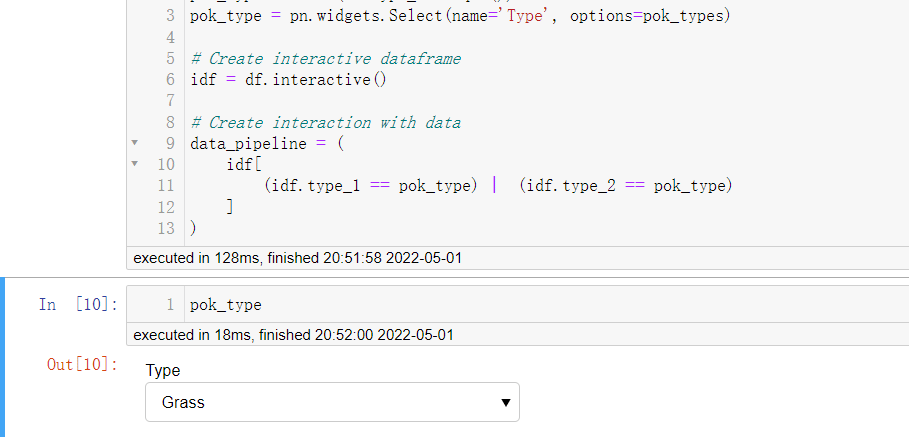 3 pok_type = pn.widgets.Select(name='Type', options=pok_types)
4
5 # Create interactive dataframe
6 idf = df.interactive()
7
8 # Create interaction with data
9 data_pipeline = (
10 idf[
11 (idf.type_1 == pok_type) | (idf.type_2 == pok_type)
12 ]
13 )
executed in 128ms, finished 20:51:58 2022-05-01
In [10]: 1 pok_type
executed in 18ms, finished 20:52:00 2022-05-01
Out[10]:
Type
Grass